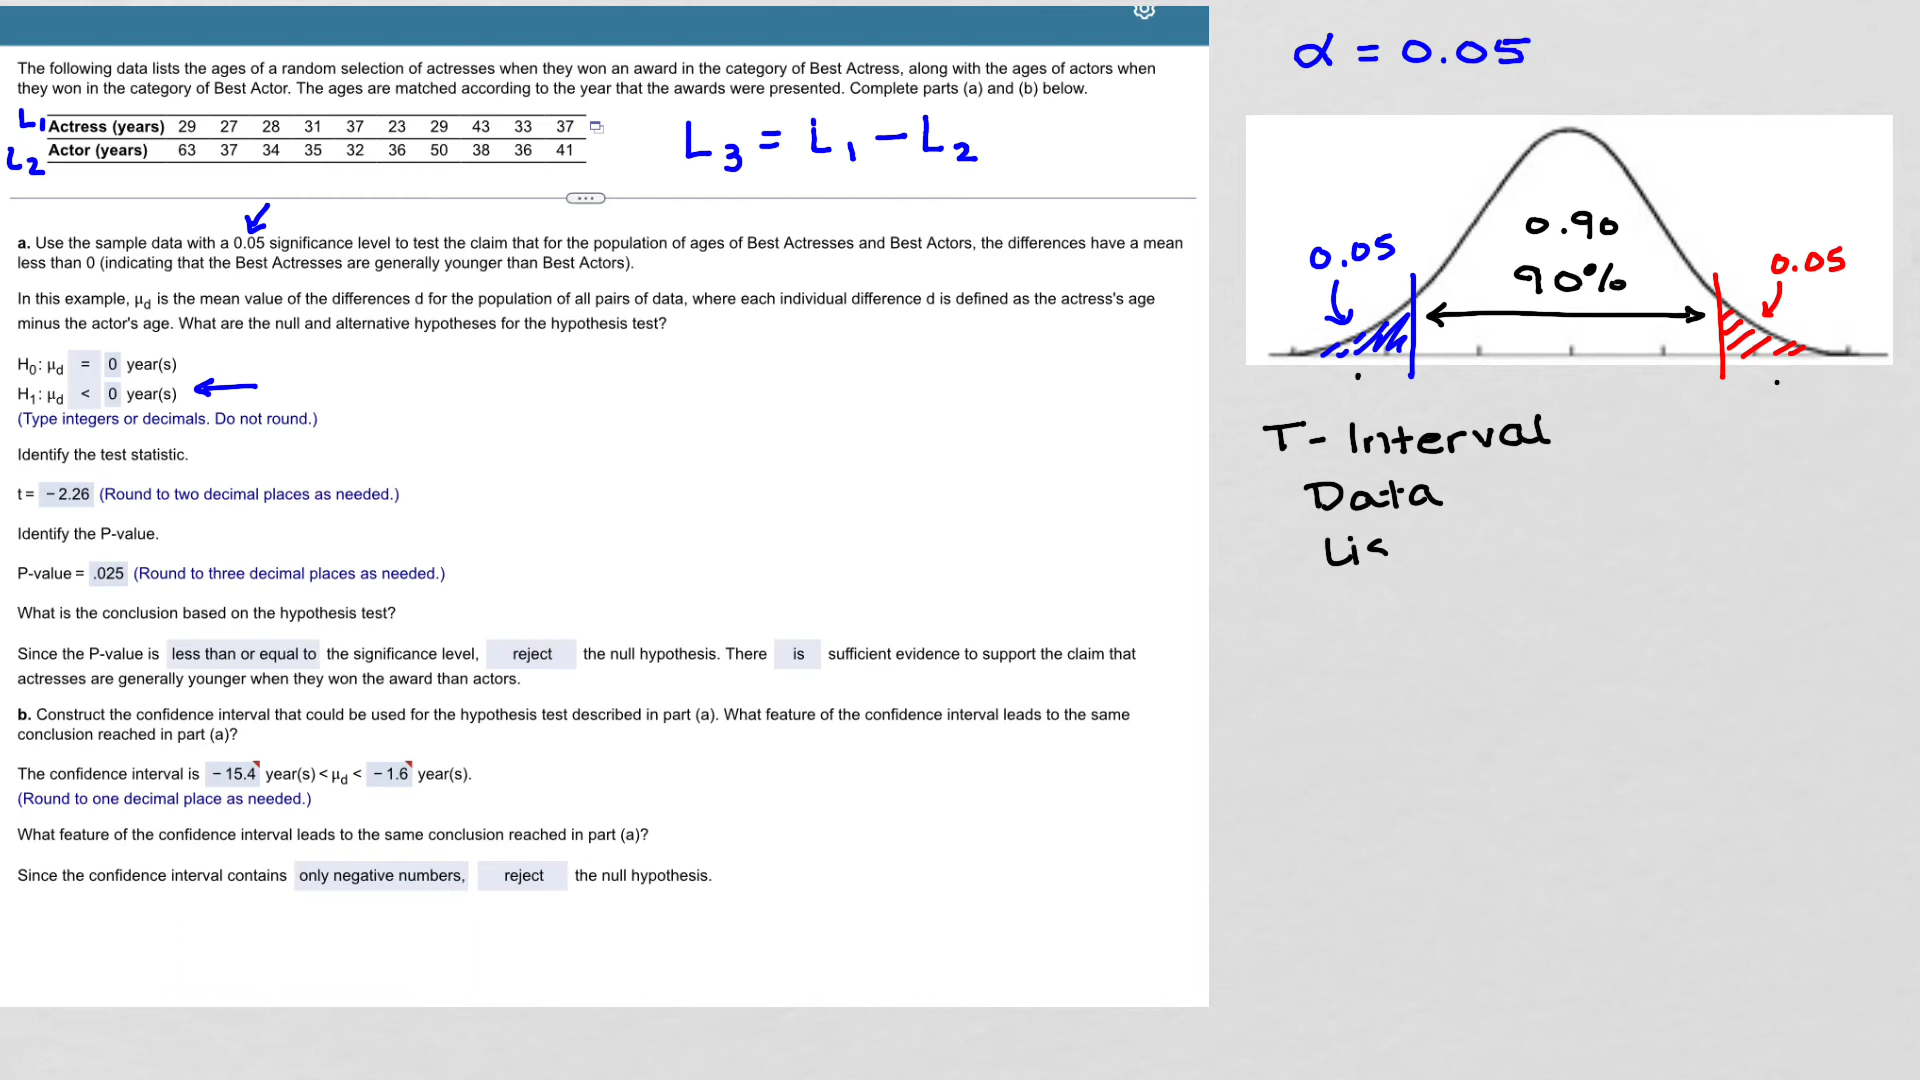 The following data lists the ages of a random selection of actresses when they won an award in the category of Best Actress, along with the ages of actors when
they won in the category of Best Actor. The ages are matched according to the year that the awards were presented. Complete parts (a) and (b) below.
L1 Actress (years) 29 27 28 31 37 23 29 43 33 37
L2 Actor (years) 63 37 34 35 32 36 50 38 36 41
L3 = L1 - L2
a. Use the sample data with a 0.05 significance level to test the claim that for the population of ages of Best Actresses and Best Actors, the differences have a mean
less than 0 (indicating that the Best Actresses are generally younger than Best Actors).
In this example, μd is the mean value of the differences d for the population of all pairs of data, where each individual difference d is defined as the actress's age
minus the actor's age. What are the null and alternative hypotheses for the hypothesis test?
H0: μd = 0 year(s)
H1: μd < 0 year(s)
(Type integers or decimals. Do not round.)
Identify the test statistic.
t = − 2.26 (Round to two decimal places as needed.)
Identify the P-value.
P-value = .025 (Round to three decimal places as needed.)
What is the conclusion based on the hypothesis test?
Since the P-value is less than or equal to the significance level, reject the null hypothesis. There is sufficient evidence to support the claim that
actresses are generally younger when they won the award than actors.
b. Construct the confidence interval that could be used for the hypothesis test described in part (a). What feature of the confidence interval leads to the same
conclusion reached in part (a)?
The confidence interval is − 15.4 year(s) < μd < − 1.6 year(s).
(Round to one decimal place as needed.)
What feature of the confidence interval leads to the same conclusion reached in part (a)?
Since the confidence interval contains only negative numbers, reject the null hypothesis.
α = 0.05
0.90
0.05 90% 0.05
T- Interval
Data
Lis